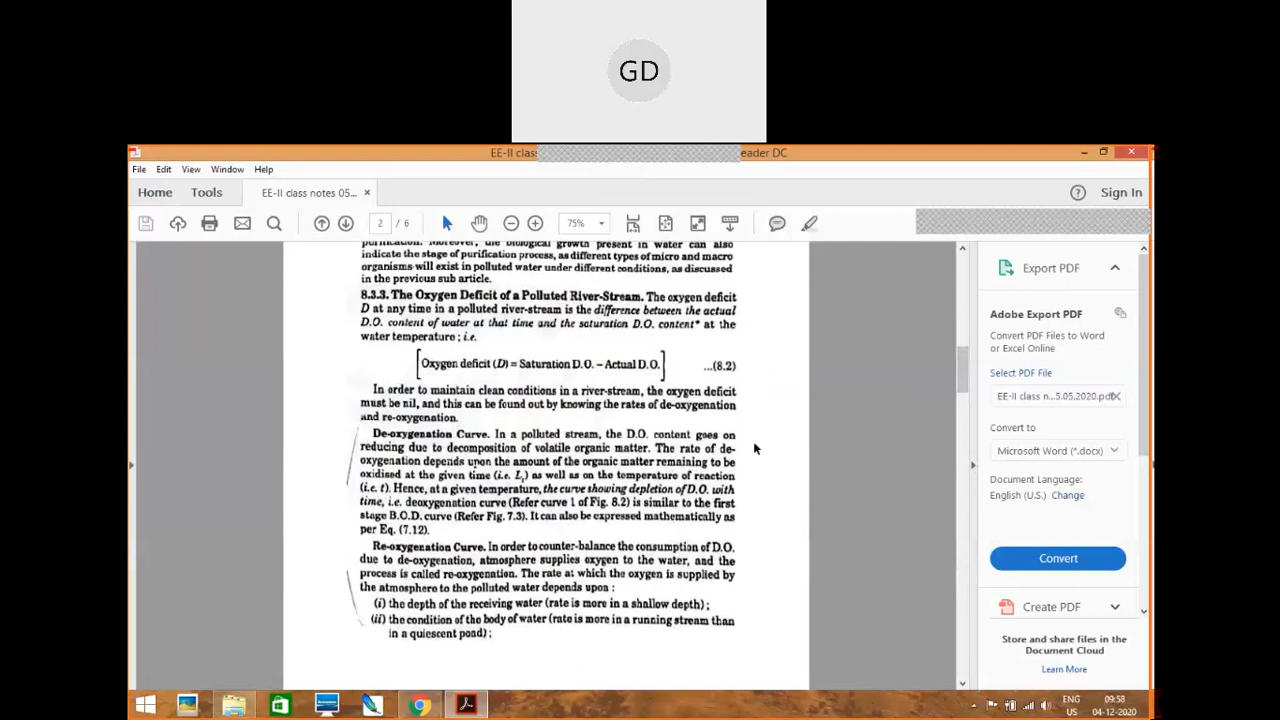 GD
EE-II clas
eader DC
File Edit View Window Help
Home Tools EE-II class notes 05... × Sign In
2 / 6 75%
purification. Moreover, the biological growth present in water can also
indicate the stage of purification process, as different types of micro and macro
organisms will exist in polluted water under different conditions, as discussed
in the previous sub article.
8.3.3. The Oxygen Deficit of a Polluted River-Stream. The oxygen deficit
D at any time in a polluted river-stream is the difference between the actual
D.O. content of water at that time and the saturation D.O. content* at the
water temperature ; i.e.
[Oxygen deficit (D) = Saturation D.O. – Actual D.O.] ...(8.2)
In order to maintain clean conditions in a river-stream, the oxygen deficit
must be nil, and this can be found out by knowing the rates of de-oxygenation
and re-oxygenation.
De-oxygenation Curve. In a polluted stream, the D.O. content goes on
reducing due to decomposition of volatile organic matter. The rate of de-
oxygenation depends upon the amount of the organic matter remaining to be
oxidised at the given time (i.e. Lt) as well as on the temperature of reaction
(i.e. t). Hence, at a given temperature, the curve showing depletion of D.O. with
time, i.e. deoxygenation curve (Refer curve 1 of Fig. 8.2) is similar to the first
stage B.O.D. curve (Refer Fig. 7.3). It can also be expressed mathematically as
per Eq. (7.12).
Re-oxygenation Curve. In order to counter-balance the consumption of D.O.
due to de-oxygenation, atmosphere supplies oxygen to the water, and the
process is called re-oxygenation. The rate at which the oxygen is supplied by
the atmosphere to the polluted water depends upon :
(i) the depth of the receiving water (rate is more in a shallow depth) ;
(ii) the condition of the body of water (rate is more in a running stream than
in a quiescent pond) ;
Export PDF
Adobe Export PDF
Convert PDF Files to Word
or Excel Online
Select PDF File
EE-II class n...5.05.2020.pdf
Convert to
Microsoft Word (*.docx)
Document Language:
English (U.S.) Change
Convert
Create PDF
Store and share files in the
Document Cloud
Learn More
ENG 09:58
US 04-12-2020